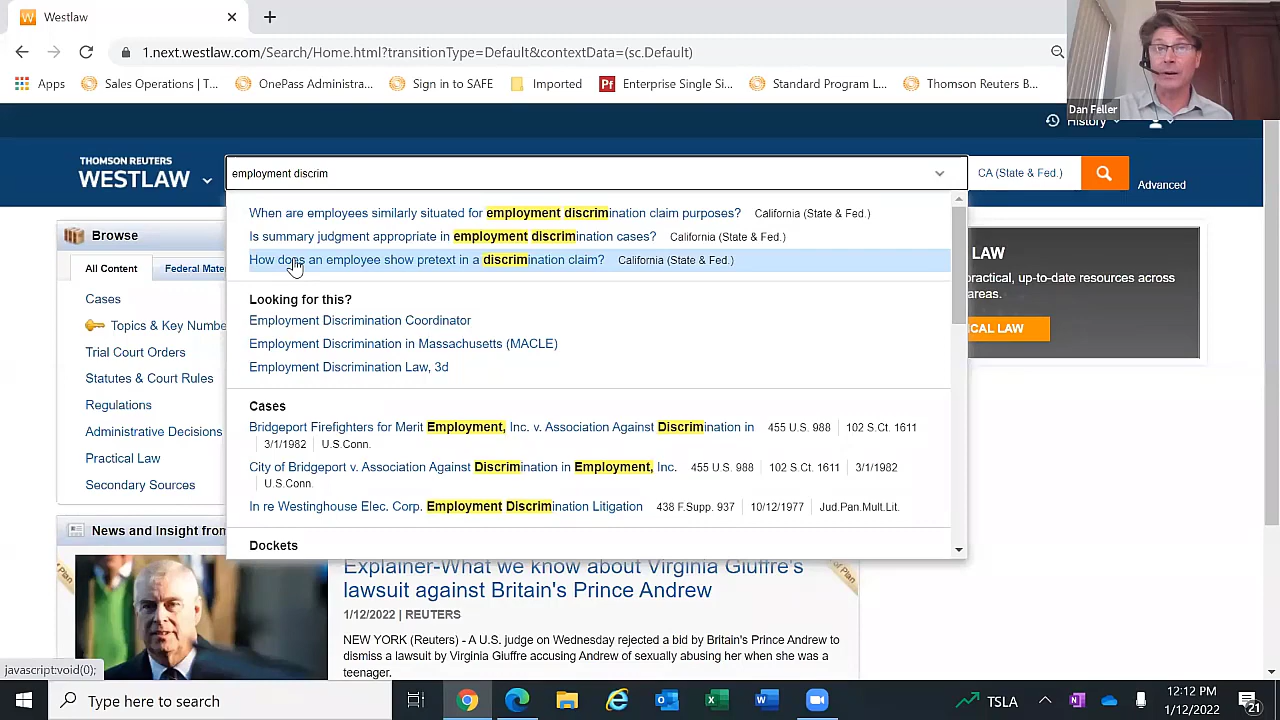 Westlaw
1.next.westlaw.com/Search/Home.html?transitionType=Default&contextData=(sc.Default)
Apps
Sales Operations | T...
OnePass Administra...
Sign in to SAFE
Imported
Enterprise Single Si...
Standard Program L...
Thomson Reuters B...
Dan Feller
History
THOMSON REUTERS
WESTLAW
employment discrim
CA (State & Fed.)
Advanced
Browse
All Content
Federal Mate
Cases
Topics & Key Numbe
Trial Court Orders
Statutes & Court Rules
Regulations
Administrative Decisions
Practical Law
Secondary Sources
When are employees similarly situated for employment discrimination claim purposes? California (State & Fed.)
Is summary judgment appropriate in employment discrimination cases? California (State & Fed.)
How does an employee show pretext in a discrimination claim? California (State & Fed.)
Looking for this?
Employment Discrimination Coordinator
Employment Discrimination in Massachusetts (MACLE)
Employment Discrimination Law, 3d
Cases
Bridgeport Firefighters for Merit Employment, Inc. v. Association Against Discrimination in 455 U.S. 988 102 S.Ct. 1611
3/1/1982 U.S.Conn.
City of Bridgeport v. Association Against Discrimination in Employment, Inc. 455 U.S. 988 102 S.Ct. 1611 3/1/1982
U.S.Conn.
In re Westinghouse Elec. Corp. Employment Discrimination Litigation 438 F.Supp. 937 10/12/1977 Jud.Pan.Mult.Lit.
Dockets
LAW
practical, up-to-date resources across
areas.
CAL LAW
News and Insight from
of Plan
Explainer-What we know about Virginia Giuffre's
lawsuit against Britain's Prince Andrew
1/12/2022 | REUTERS
NEW YORK (Reuters) - A U.S. judge on Wednesday rejected a bid by Britain's Prince Andrew to
dismiss a lawsuit by Virginia Giuffre accusing Andrew of sexually abusing her when she was a
teenager.
of Plan
javascript:void(0);
Type here to search
TSLA
12:12 PM
1/12/2022
21